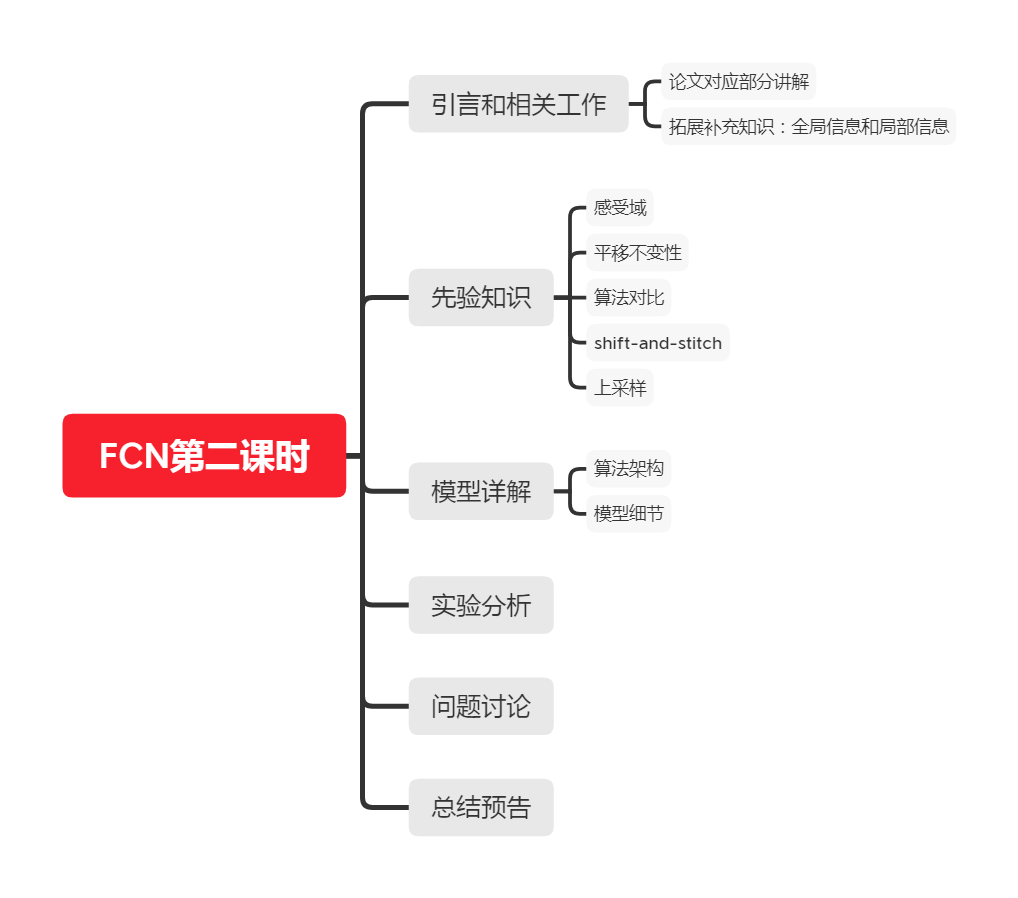 FCN第二课时
引言和相关工作
论文对应部分讲解
拓展补充知识：全局信息和局部信息
先验知识
感受域
平移不变性
算法对比
shift-and-stitch
上采样
模型详解
算法架构
模型细节
实验分析
问题讨论
总结预告